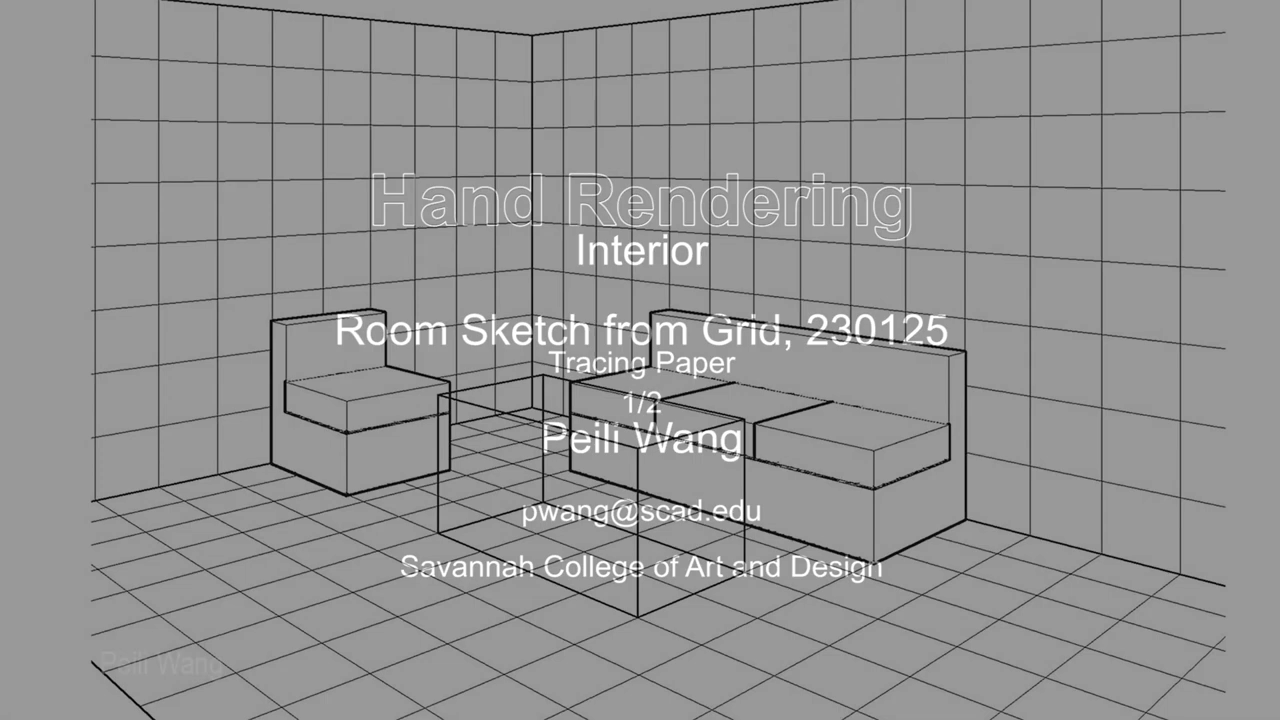 Hand Rendering
Interior
Room Sketch from Grid, 230125
Tracing Paper
1/2
Peili Wang
pwang@scad.edu
Savannah College of Art and Design
Peili Wang